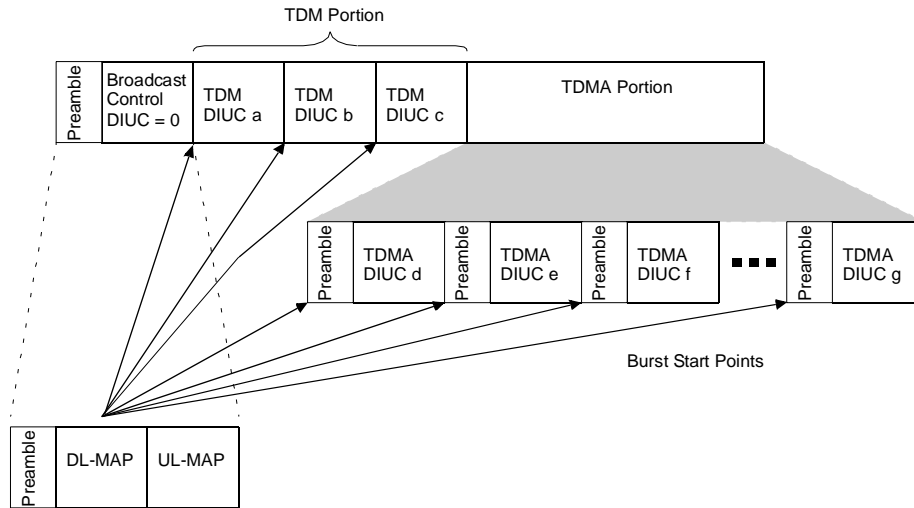 TDM Portion
Preamble
Broadcast
Control
DIUC = 0
TDM
DIUC a
TDM
DIUC b
TDM
DIUC c
TDMA Portion
Preamble
TDMA
DIUC d
Preamble
TDMA
DIUC e
Preamble
TDMA
DIUC f
Preamble
TDMA
DIUC g
Burst Start Points
Preamble
DL-MAP
UL-MAP